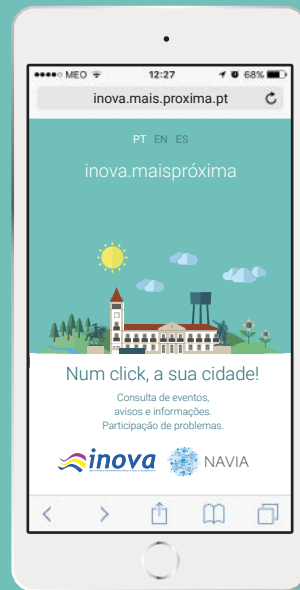 MEO 12:27 68%
inova.mais.proxima.pt
PT EN ES
inova.maispróxima
Num click, a sua cidade!
Consulta de eventos,
avisos e informações.
Participação de problemas.
inova NAVIA